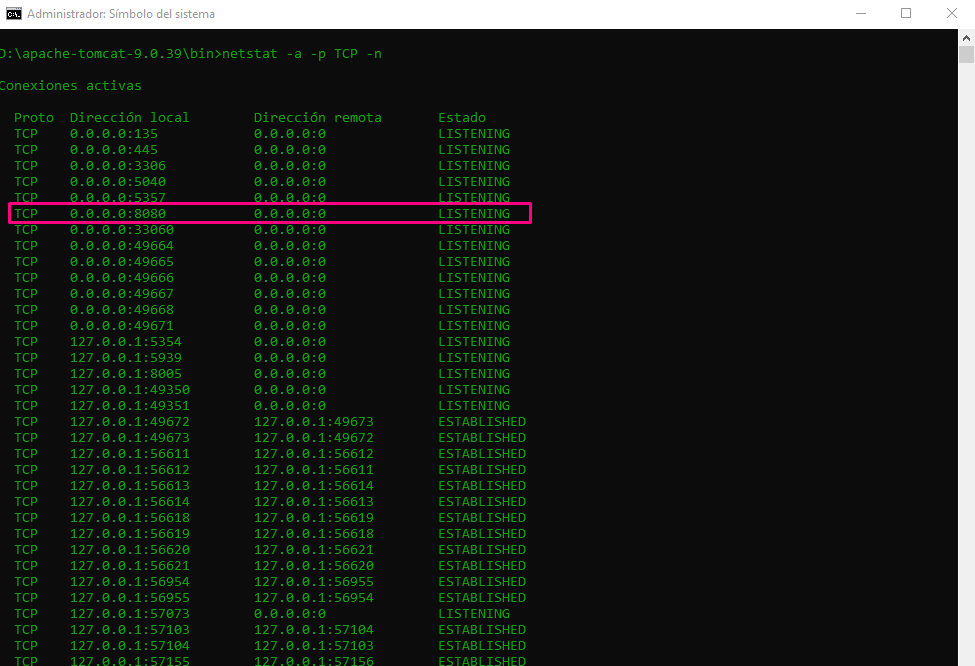 Administrador: Símbolo del sistema
D:\apache-tomcat-9.0.39\bin>netstat -a -p TCP -n
Conexiones activas
Proto Dirección local Dirección remota Estado
TCP 0.0.0.0:135 0.0.0.0:0 LISTENING
TCP 0.0.0.0:445 0.0.0.0:0 LISTENING
TCP 0.0.0.0:3306 0.0.0.0:0 LISTENING
TCP 0.0.0.0:5040 0.0.0.0:0 LISTENING
TCP 0.0.0.0:5357 0.0.0.0:0 LISTENING
TCP 0.0.0.0:8080 0.0.0.0:0 LISTENING
TCP 0.0.0.0:33060 0.0.0.0:0 LISTENING
TCP 0.0.0.0:49664 0.0.0.0:0 LISTENING
TCP 0.0.0.0:49665 0.0.0.0:0 LISTENING
TCP 0.0.0.0:49666 0.0.0.0:0 LISTENING
TCP 0.0.0.0:49667 0.0.0.0:0 LISTENING
TCP 0.0.0.0:49668 0.0.0.0:0 LISTENING
TCP 0.0.0.0:49671 0.0.0.0:0 LISTENING
TCP 127.0.0.1:5354 0.0.0.0:0 LISTENING
TCP 127.0.0.1:5939 0.0.0.0:0 LISTENING
TCP 127.0.0.1:8005 0.0.0.0:0 LISTENING
TCP 127.0.0.1:49350 0.0.0.0:0 LISTENING
TCP 127.0.0.1:49351 0.0.0.0:0 LISTENING
TCP 127.0.0.1:49672 127.0.0.1:49673 ESTABLISHED
TCP 127.0.0.1:49673 127.0.0.1:49672 ESTABLISHED
TCP 127.0.0.1:56611 127.0.0.1:56612 ESTABLISHED
TCP 127.0.0.1:56612 127.0.0.1:56611 ESTABLISHED
TCP 127.0.0.1:56613 127.0.0.1:56614 ESTABLISHED
TCP 127.0.0.1:56614 127.0.0.1:56613 ESTABLISHED
TCP 127.0.0.1:56618 127.0.0.1:56619 ESTABLISHED
TCP 127.0.0.1:56619 127.0.0.1:56618 ESTABLISHED
TCP 127.0.0.1:56620 127.0.0.1:56621 ESTABLISHED
TCP 127.0.0.1:56621 127.0.0.1:56620 ESTABLISHED
TCP 127.0.0.1:56954 127.0.0.1:56955 ESTABLISHED
TCP 127.0.0.1:56955 127.0.0.1:56954 ESTABLISHED
TCP 127.0.0.1:57073 0.0.0.0:0 LISTENING
TCP 127.0.0.1:57103 127.0.0.1:57104 ESTABLISHED
TCP 127.0.0.1:57104 127.0.0.1:57103 ESTABLISHED
TCP 127.0.0.1:57155 127.0.0.1:57156 ESTABLISHED